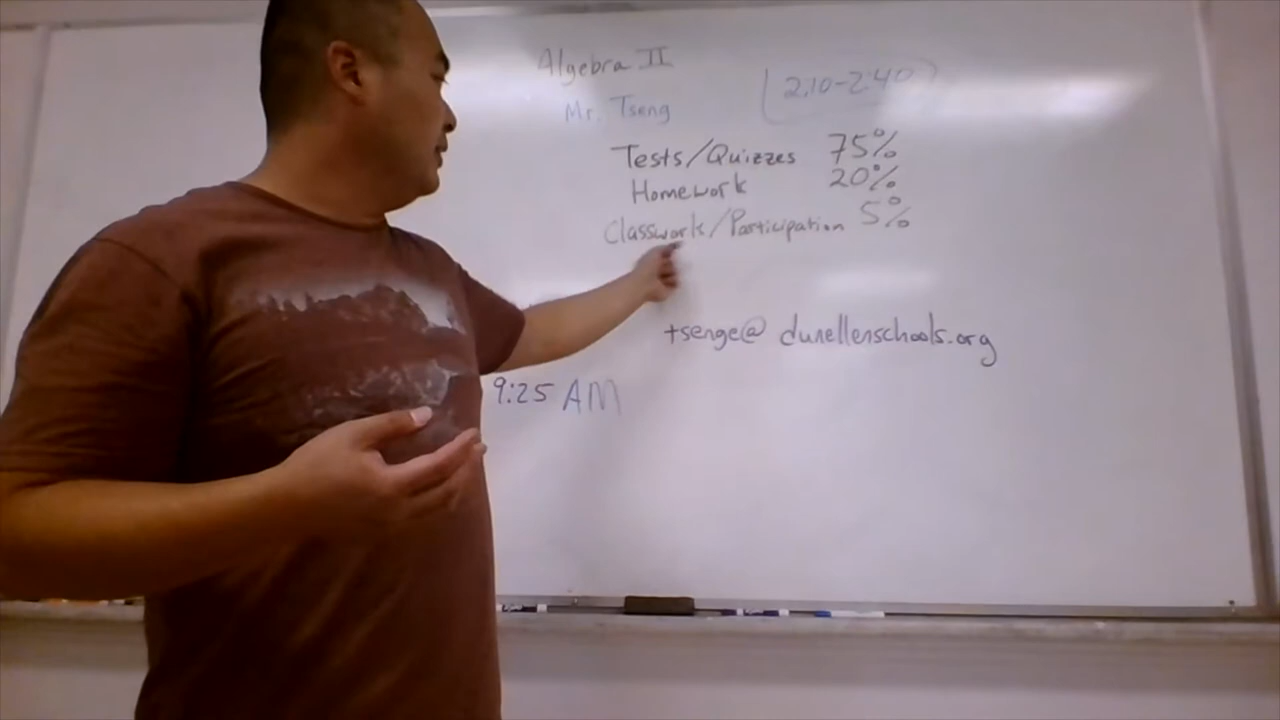 Algebra II
(2:10-2:40)
Mr. Tseng
Tests/Quizzes 75%
Homework 20%
Classwork/Participation 5%
tsenge@dunellenschools.org
9:25 AM